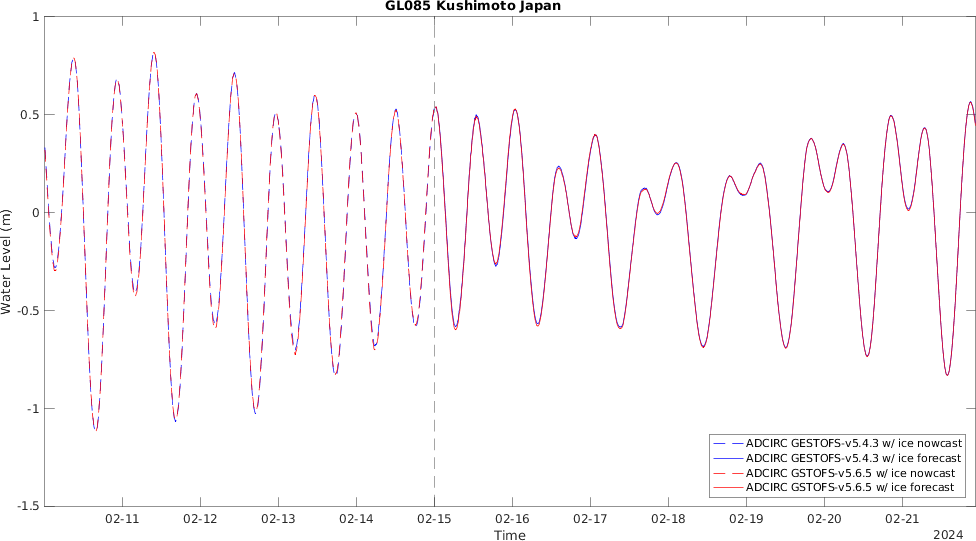 GL085 Kushimoto Japan
1
0.5
0
-0.5
-1
-1.5
Water Level (m)
02-11 02-12 02-13 02-14 02-15 02-16 02-17 02-18 02-19 02-20 02-21
Time
2024
ADCIRC GESTOFS-v5.4.3 w/ ice nowcast
ADCIRC GESTOFS-v5.4.3 w/ ice forecast
ADCIRC GSTOFS-v5.6.5 w/ ice nowcast
ADCIRC GSTOFS-v5.6.5 w/ ice forecast